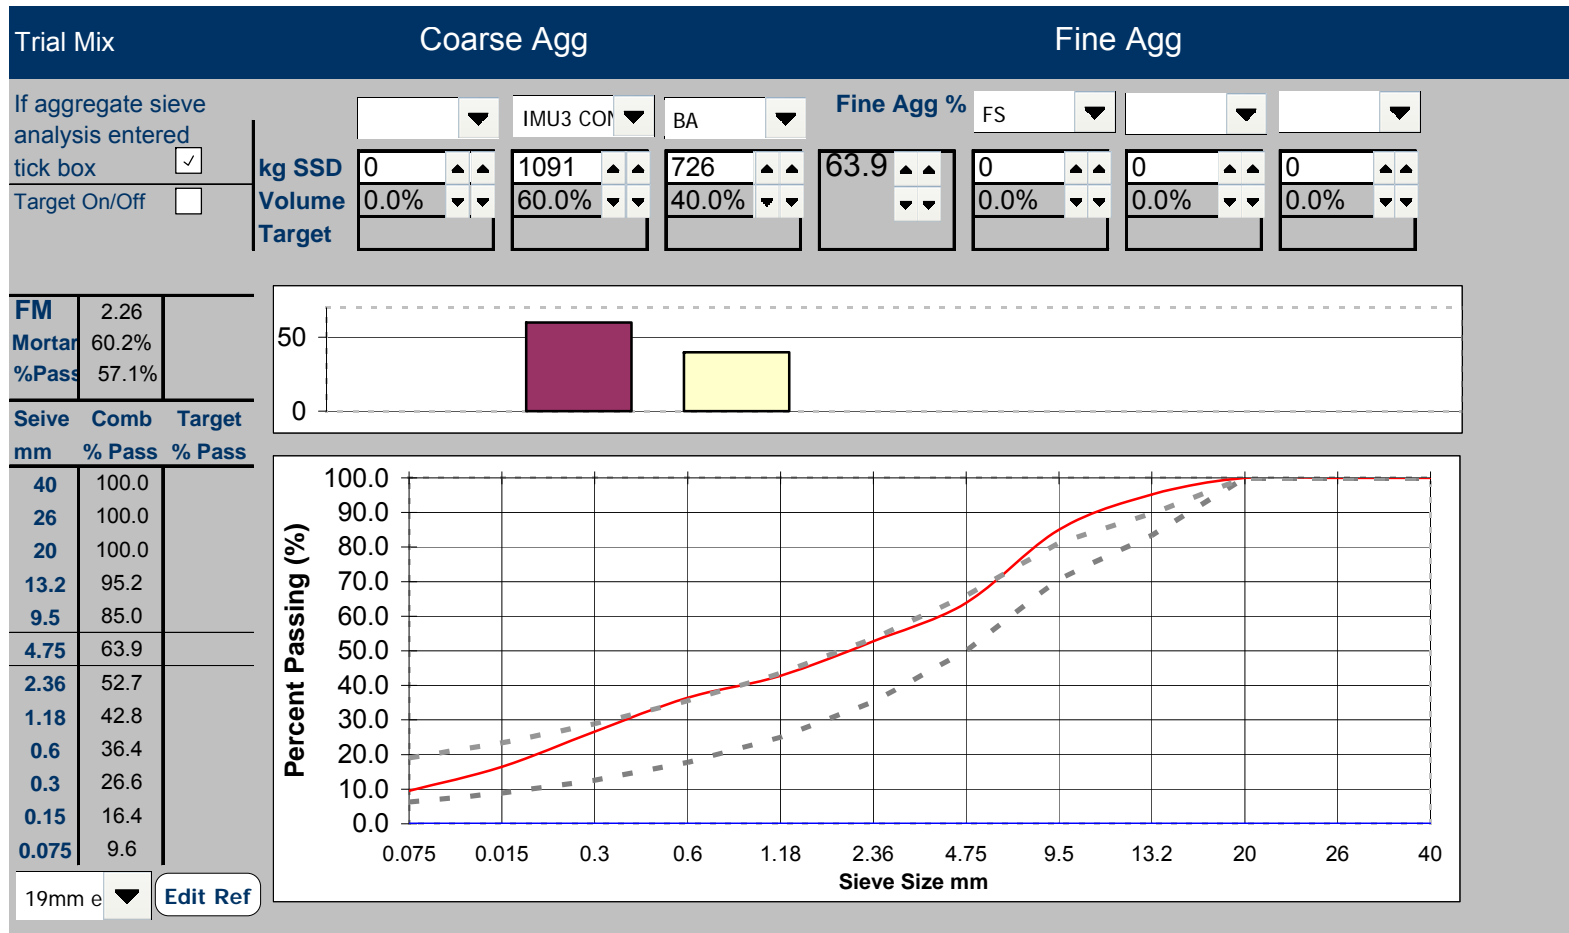 Trial Mix Coarse Agg Fine Agg
If aggregate sieve
analysis entered
tick box
Target On/Off
IMU3 CON BA Fine Agg % FS
kg SSD 0 1091 726 63.9 0 0 0
Volume 0.0% 60.0% 40.0% 0.0% 0.0% 0.0%
Target
FM 2.26
Mortar 60.2%
%Pass 57.1%
Seive Comb Target
mm % Pass % Pass
40 100.0
26 100.0
20 100.0
13.2 95.2
9.5 85.0
4.75 63.9
2.36 52.7
1.18 42.8
0.6 36.4
0.3 26.6
0.15 16.4
0.075 9.6
19mm e Edit Ref
50
0
Percent Passing (%)
100.0
90.0
80.0
70.0
60.0
50.0
40.0
30.0
20.0
10.0
0.0
0.075 0.015 0.3 0.6 1.18 2.36 4.75 9.5 13.2 20 26 40
Sieve Size mm